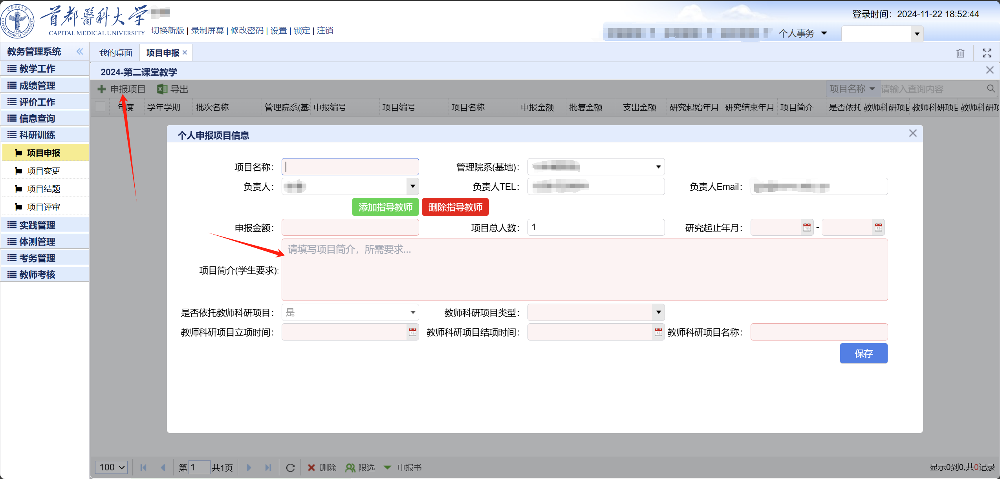 首都醫科大学
CAPITAL MEDICAL UNIVERSITY
切换新版 | 录制屏幕 | 修改密码 | 设置 | 锁定 | 注销
登录时间：2024-11-22 18:52:44
个人事务
教务管理系统
我的桌面
项目申报
教学工作
成绩管理
评价工作
信息查询
科研训练
项目申报
项目变更
项目结题
项目评审
实践管理
体测管理
考务管理
教师考核
2024-第二课堂教学
申报项目 导出
项目名称 请输入查询内容
年度 学年学期 批次名称 管理院系(基 申报编号 项目编号 项目名称 申报金额 批复金额 支出金额 研究起始年月 研究结束年月 项目简介 是否依托 教师科研项目 教师科研项目 教师科研项
个人申报项目信息
项目名称： 管理院系(基地)：
负责人： 负责人TEL： 负责人Email：
添加指导教师 删除指导教师
申报金额： 项目总人数： 1 研究起止年月： -
请填写项目简介，所需要求...
项目简介(学生要求):
是否依托教师科研项目： 是 教师科研项目类型：
教师科研项目立项时间： 教师科研项目结项时间： 教师科研项目名称：
保存
100 第 1 共1页 删除 限选 申报书 显示0到0,共0记录